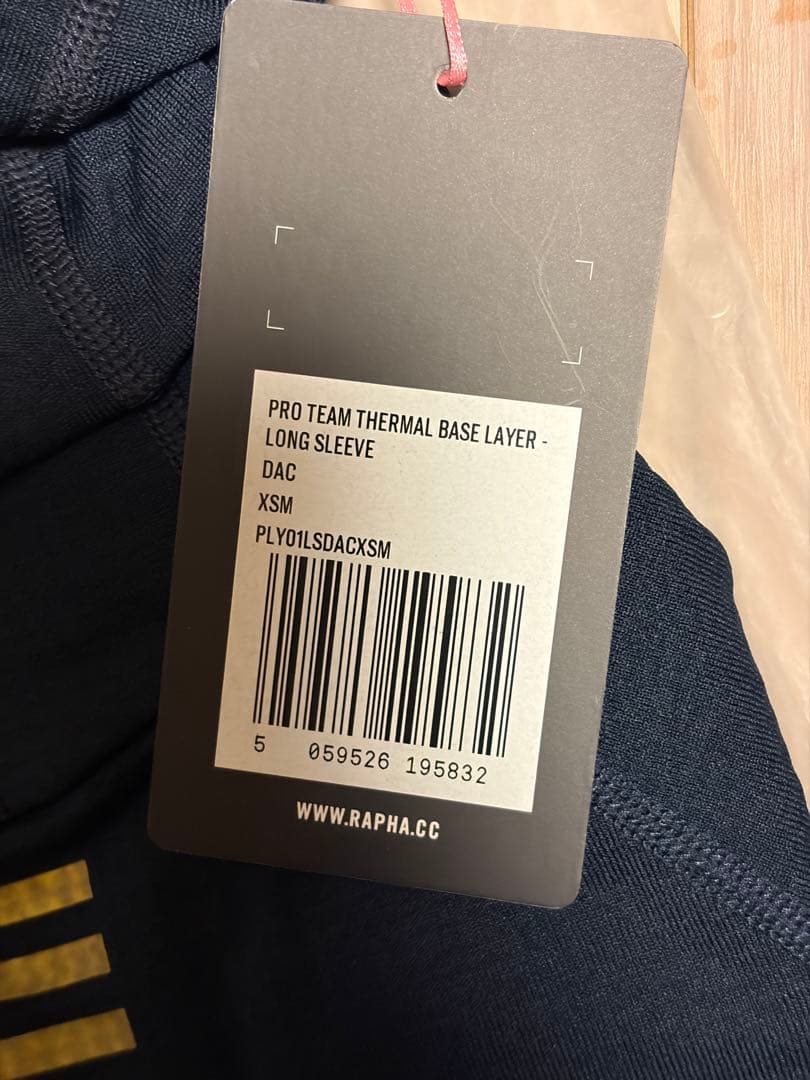 PRO TEAM THERMAL BASE LAYER -
LONG SLEEVE
DAC
XSM
PLY01LSDACXSM
5 059526 195832
WWW.RAPHA.CC